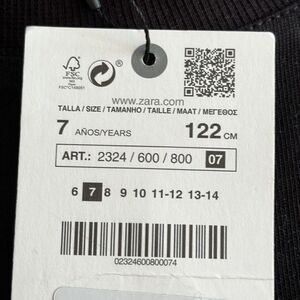 FSC
www.zara.com
TALLA / SIZE / TAMANHO / TAILLE / MAAT / ΜΕΓΕΘΟΣ
7 AÑOS/YEARS 122 CM
ART.: 2324 / 600 / 800 07
6 7 8 9 10 11-12 13-14
02324600800074